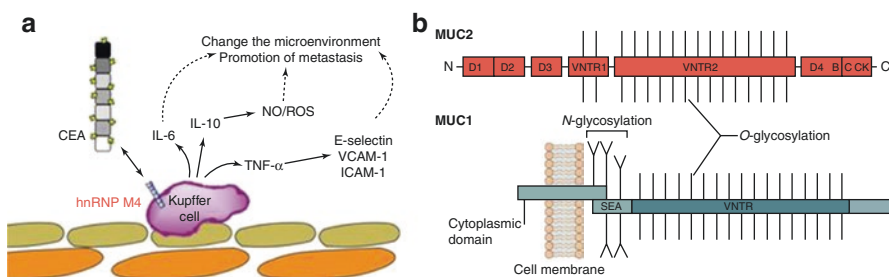 a
Change the microenvironment
Promotion of metastasis
CEA
IL-6
IL-10
NO/ROS
TNF-α
E-selectin
VCAM-1
ICAM-1
hnRNP M4
Kupffer
cell
b
MUC2
N
D1
D2
D3
VNTR1
VNTR2
D4
B
C
CK
C
MUC1
N-glycosylation
O-glycosylation
SEA
VNTR
Cytoplasmic
domain
Cell membrane